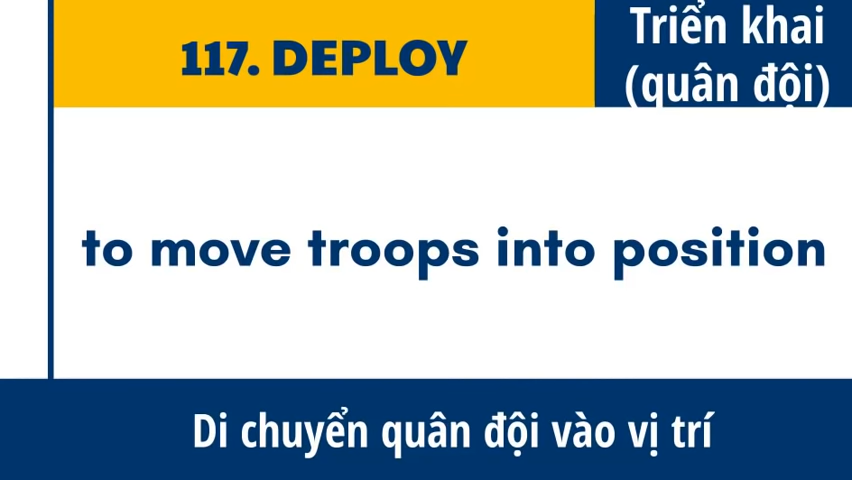 117. DEPLOY
Triển khai
(quân đội)
to move troops into position
Di chuyển quân đội vào vị trí